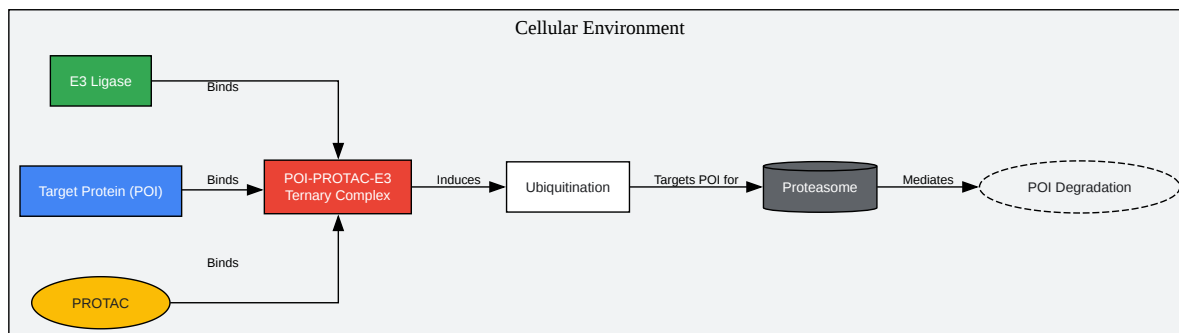 Cellular Environment
E3 Ligase
Binds
Target Protein (POI)
Binds
POI-PROTAC-E3
Ternary Complex
Induces
Ubiquitination
Targets POI for
Proteasome
Mediates
POI Degradation
Binds
PROTAC